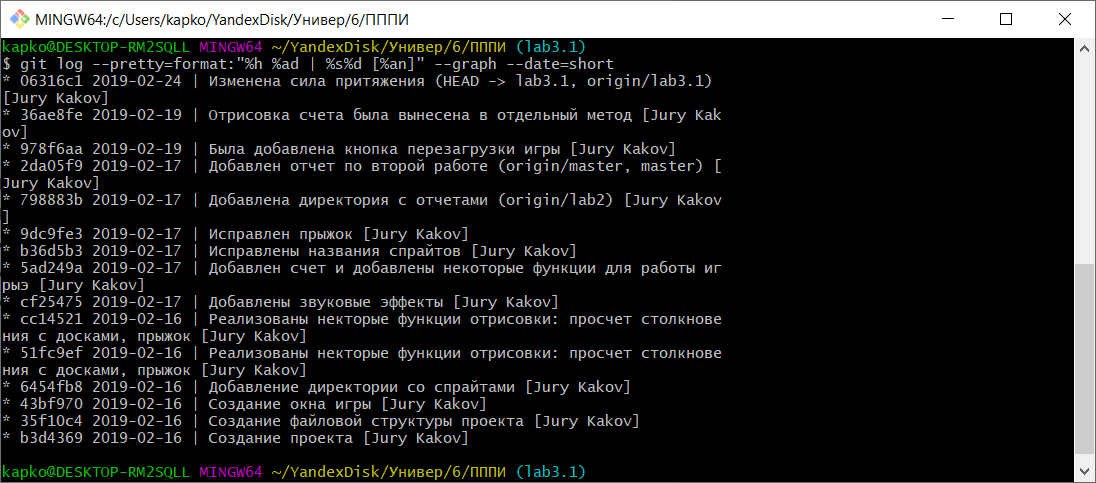 MINGW64:/c/Users/kapko/YandexDisk/Универ/6/ПППИ
kapko@DESKTOP-RM2SQLL MINGW64 ~/YandexDisk/Универ/6/ПППИ (lab3.1)
$ git log --pretty=format:"%h %ad | %s%d [%an]" --graph --date=short
* 06316c1 2019-02-24 | Изменена сила притяжения (HEAD -> lab3.1, origin/lab3.1)
[Jury Kakov]
* 36ae8fe 2019-02-19 | Отрисовка счета была вынесена в отдельный метод [Jury Kak
ov]
* 978f6aa 2019-02-19 | Была добавлена кнопка перезагрузки игры [Jury Kakov]
* 2da05f9 2019-02-17 | Добавлен отчет по второй работе (origin/master, master) [
Jury Kakov]
* 798883b 2019-02-17 | Добавлена директория с отчетами (origin/lab2) [Jury Kakov
]
* 9dc9fe3 2019-02-17 | Исправлен прыжок [Jury Kakov]
* b36d5b3 2019-02-17 | Исправлены названия спрайтов [Jury Kakov]
* 5ad249a 2019-02-17 | Добавлен счет и добавлены некоторые функции для работы иг
рыэ [Jury Kakov]
* cf25475 2019-02-17 | Добавлены звуковые эффекты [Jury Kakov]
* cc14521 2019-02-16 | Реализованы некторые функции отрисовки: просчет столкнове
ния с досками, прыжок [Jury Kakov]
* 51fc9ef 2019-02-16 | Реализованы некторые функции отрисовки: просчет столкнове
ния с досками, прыжок [Jury Kakov]
* 6454fb8 2019-02-16 | Добавление директории со спрайтами [Jury Kakov]
* 43bf970 2019-02-16 | Создание окна игры [Jury Kakov]
* 35f10c4 2019-02-16 | Создание файловой структуры проекта [Jury Kakov]
* b3d4369 2019-02-16 | Создание проекта [Jury Kakov]
kapko@DESKTOP-RM2SQLL MINGW64 ~/YandexDisk/Универ/6/ПППИ (lab3.1)